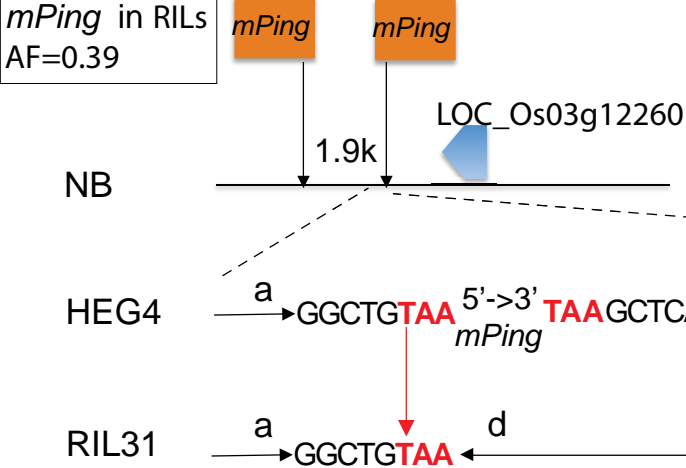 mPing in RILs
AF=0.39
mPing
mPing
LOC_Os03g12260
1.9k
NB
HEG4 a GGCTGTAA 5'->3' TAAGCTCA
mPing
RIL31 a GGCTGTAA d